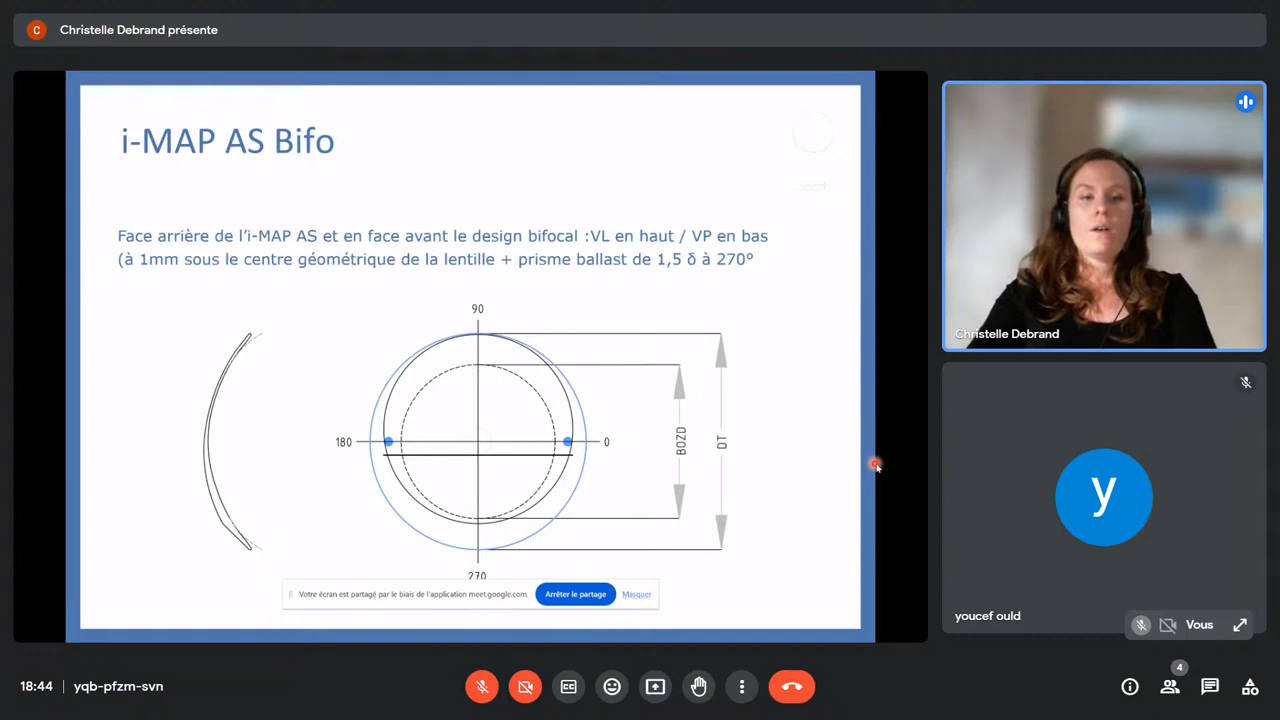 C Christelle Debrand présente
i-MAP AS Bifo
Face arrière de l'i-MAP AS et en face avant le design bifocal :VL en haut / VP en bas
(à 1mm sous le centre géométrique de la lentille + prisme ballast de 1,5 δ à 270°
90
180
0
BOZD
DT
270
Votre écran est partagé par le biais de l'application meet.google.com. Arrêter le partage Masquer
Christelle Debrand
y
youcef ould
Vous
18:44 | yqb-pfzm-svn
CC
4